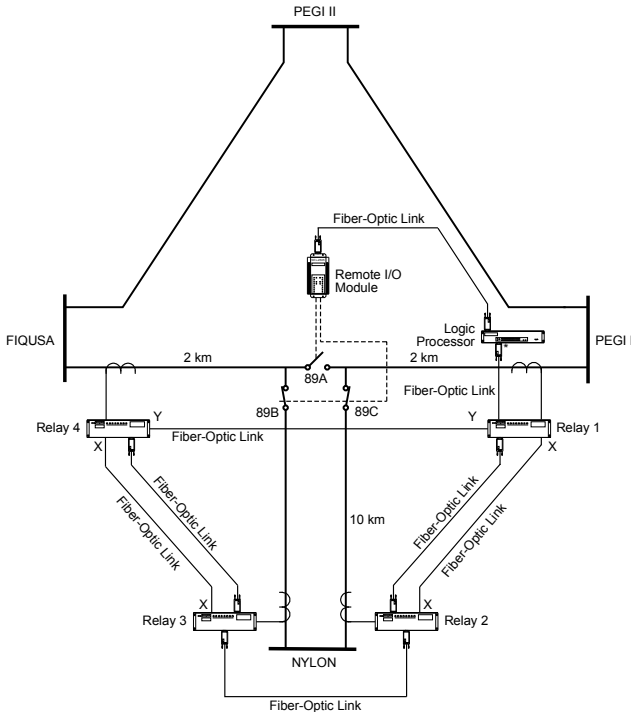 PEGI II
Fiber-Optic Link
Remote I/O
Module
Logic
Processor
FIQUSA
PEGI I
2 km
2 km
89A
Fiber-Optic Link
89B
89C
Relay 4
Y
Fiber-Optic Link
Y
Relay 1
X
X
Fiber-Optic Link
Fiber-Optic Link
10 km
Fiber-Optic Link
Fiber-Optic Link
X
X
Relay 3
Relay 2
NYLON
Fiber-Optic Link